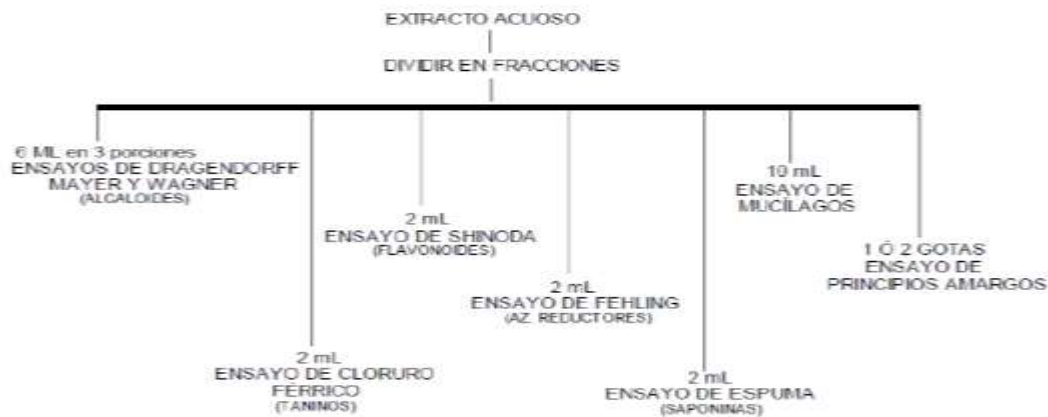 EXTRACTO ACUOSO
DIVIDIR EN FRACCIONES
6 ML en 3 porciones
ENSAYOS DE DRAGENDORFF
MAYER Y WAGNER
(ALCALOIDES)
2 mL
ENSAYO DE CLORURO
FÉRRICO
(TANINOS)
2 mL
ENSAYO DE SHINODA
(FLAVONOIDES)
2 mL
ENSAYO DE FEHLING
(AZ. REDUCTORES)
2 mL
ENSAYO DE ESPUMA
(SAPONINAS)
10 mL
ENSAYO DE
MUCÍLAGOS
1 Ó 2 GOTAS
ENSAYO DE
PRINCIPIOS AMARGOS